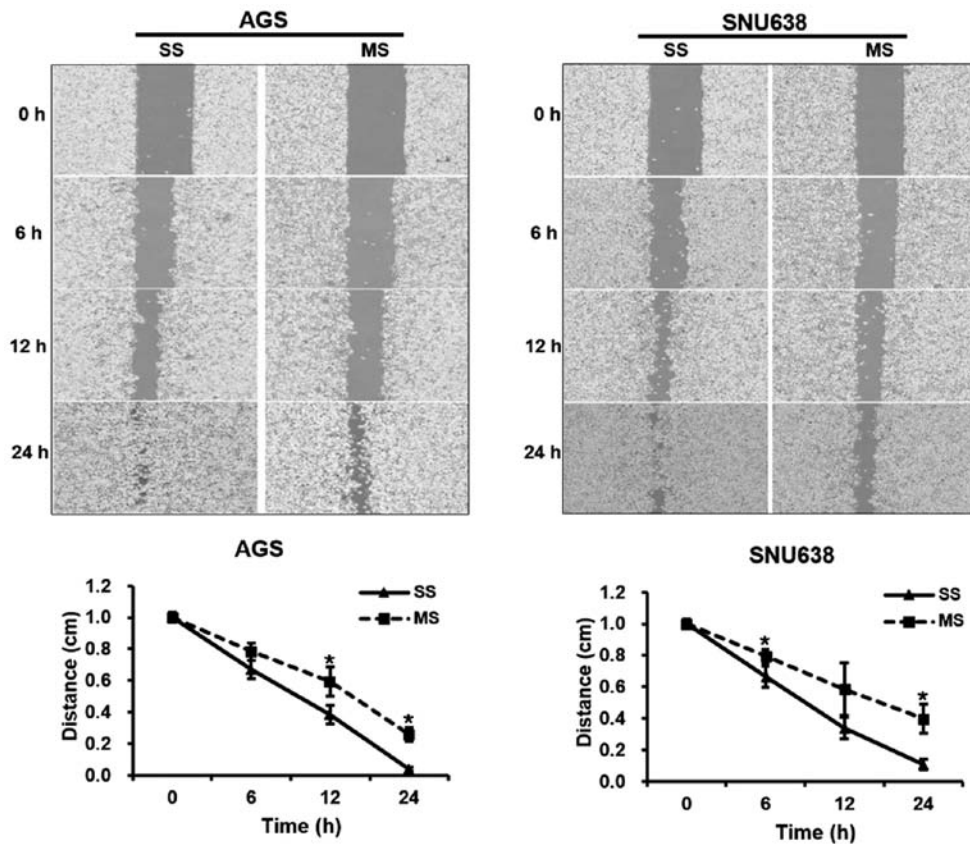 AGS
SS MS
0 h
6 h
12 h
24 h
SNU638
SS MS
0 h
6 h
12 h
24 h
AGS
SS
MS
Distance (cm)
1.2
1.0
0.8
0.6
0.4
0.2
0.0
*
*
0 6 12 24
Time (h)
SNU638
SS
MS
Distance (cm)
1.2
1.0
0.8
0.6
0.4
0.2
0.0
*
*
0 6 12 24
Time (h)